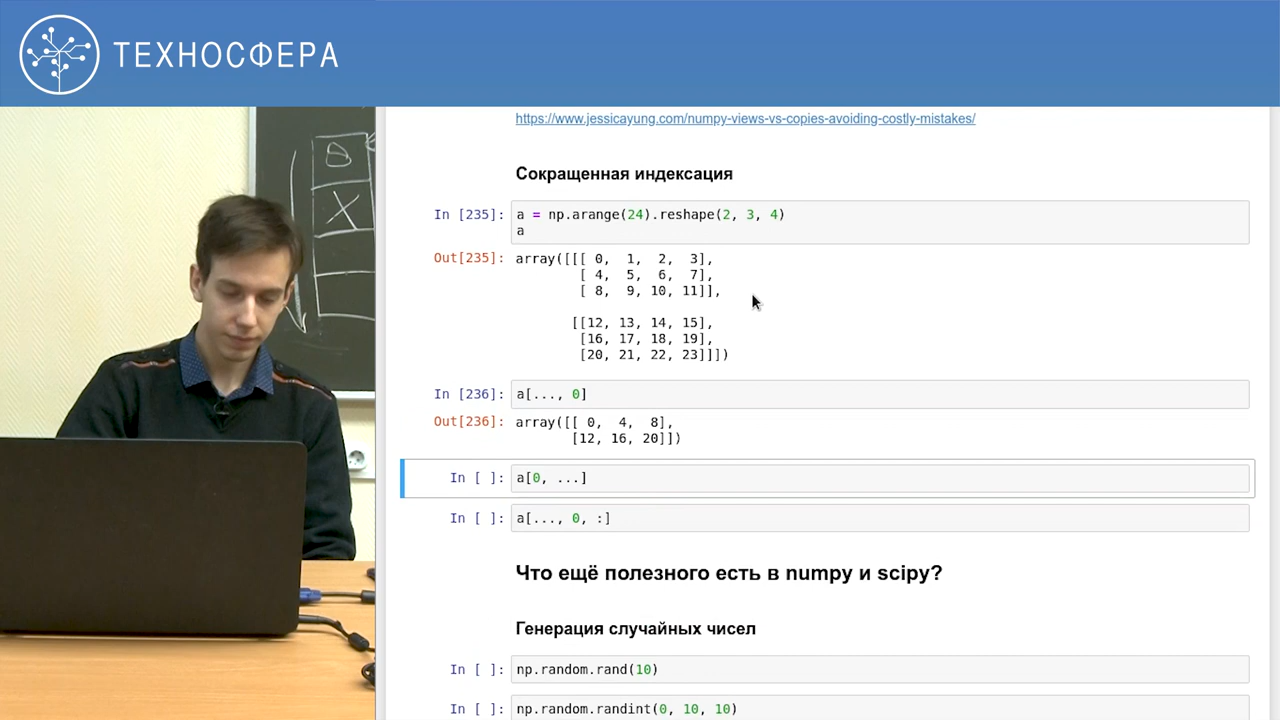 ТЕХНОСФЕРА
https://www.jessicayung.com/numpy-views-vs-copies-avoiding-costly-mistakes/
Сокращенная индексация
In [235]: a = np.arange(24).reshape(2, 3, 4)
a
Out[235]: array([[[ 0, 1, 2, 3],
[ 4, 5, 6, 7],
[ 8, 9, 10, 11]],
[[12, 13, 14, 15],
[16, 17, 18, 19],
[20, 21, 22, 23]]])
In [236]: a[..., 0]
Out[236]: array([[ 0, 4, 8],
[12, 16, 20]])
In [ ]: a[0, ...]
In [ ]: a[..., 0, :]
Что ещё полезного есть в numpy и scipy?
Генерация случайных чисел
In [ ]: np.random.rand(10)
In [ ]: np.random.randint(0, 10, 10)